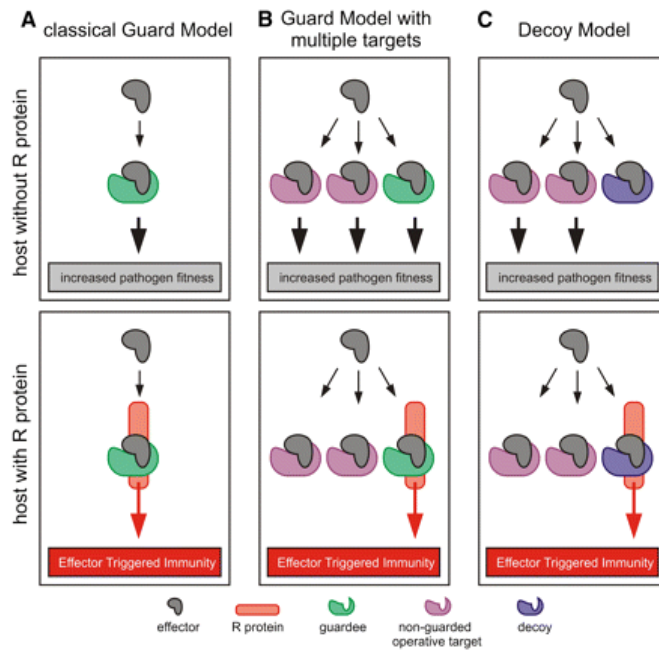 A classical Guard Model
B Guard Model with
multiple targets
C Decoy Model
host without R protein
increased pathogen fitness
increased pathogen fitness
increased pathogen fitness
host with R protein
Effector Triggered Immunity
Effector Triggered Immunity
Effector Triggered Immunity
effector
R protein
guardee
non-guarded
operative target
decoy